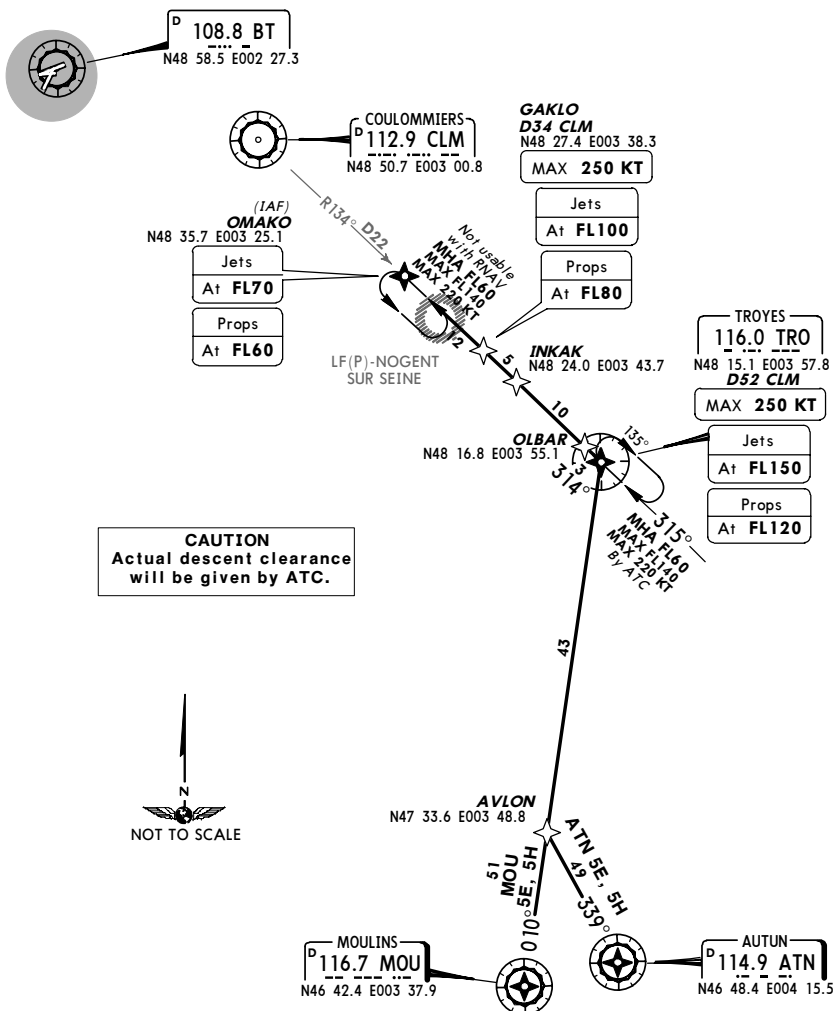 D 108.8 BT
N48 58.5 E002 27.3
COULOMMIERS
D 112.9 CLM
N48 50.7 E003 00.8
GAKLO
D34 CLM
N48 27.4 E003 38.3
MAX 250 KT
Jets
At FL100
Props
At FL80
R134° D22
(IAF)
OMAKO
N48 35.7 E003 25.1
Jets
At FL70
Props
At FL60
Not usable
with RNAV
MHA FL60
MAX FL140
MAX 220 KT
12
5
INKAK
N48 24.0 E003 43.7
LF(P)-NOGENT
SUR SEINE
10
TROYES
116.0 TRO
N48 15.1 E003 57.8
D52 CLM
MAX 250 KT
Jets
At FL150
Props
At FL120
OLBAR
N48 16.8 E003 55.1
3
314°
135°
315°
MHA FL60
MAX FL140
MAX 220 KT
By ATC
CAUTION
Actual descent clearance
will be given by ATC.
43
N
NOT TO SCALE
AVLON
N47 33.6 E003 48.8
51
MOU
5E, 5H
010°
ATN 5E, 5H
49
339°
MOULINS
D 116.7 MOU
N46 42.4 E003 37.9
AUTUN
D 114.9 ATN
N46 48.4 E004 15.5